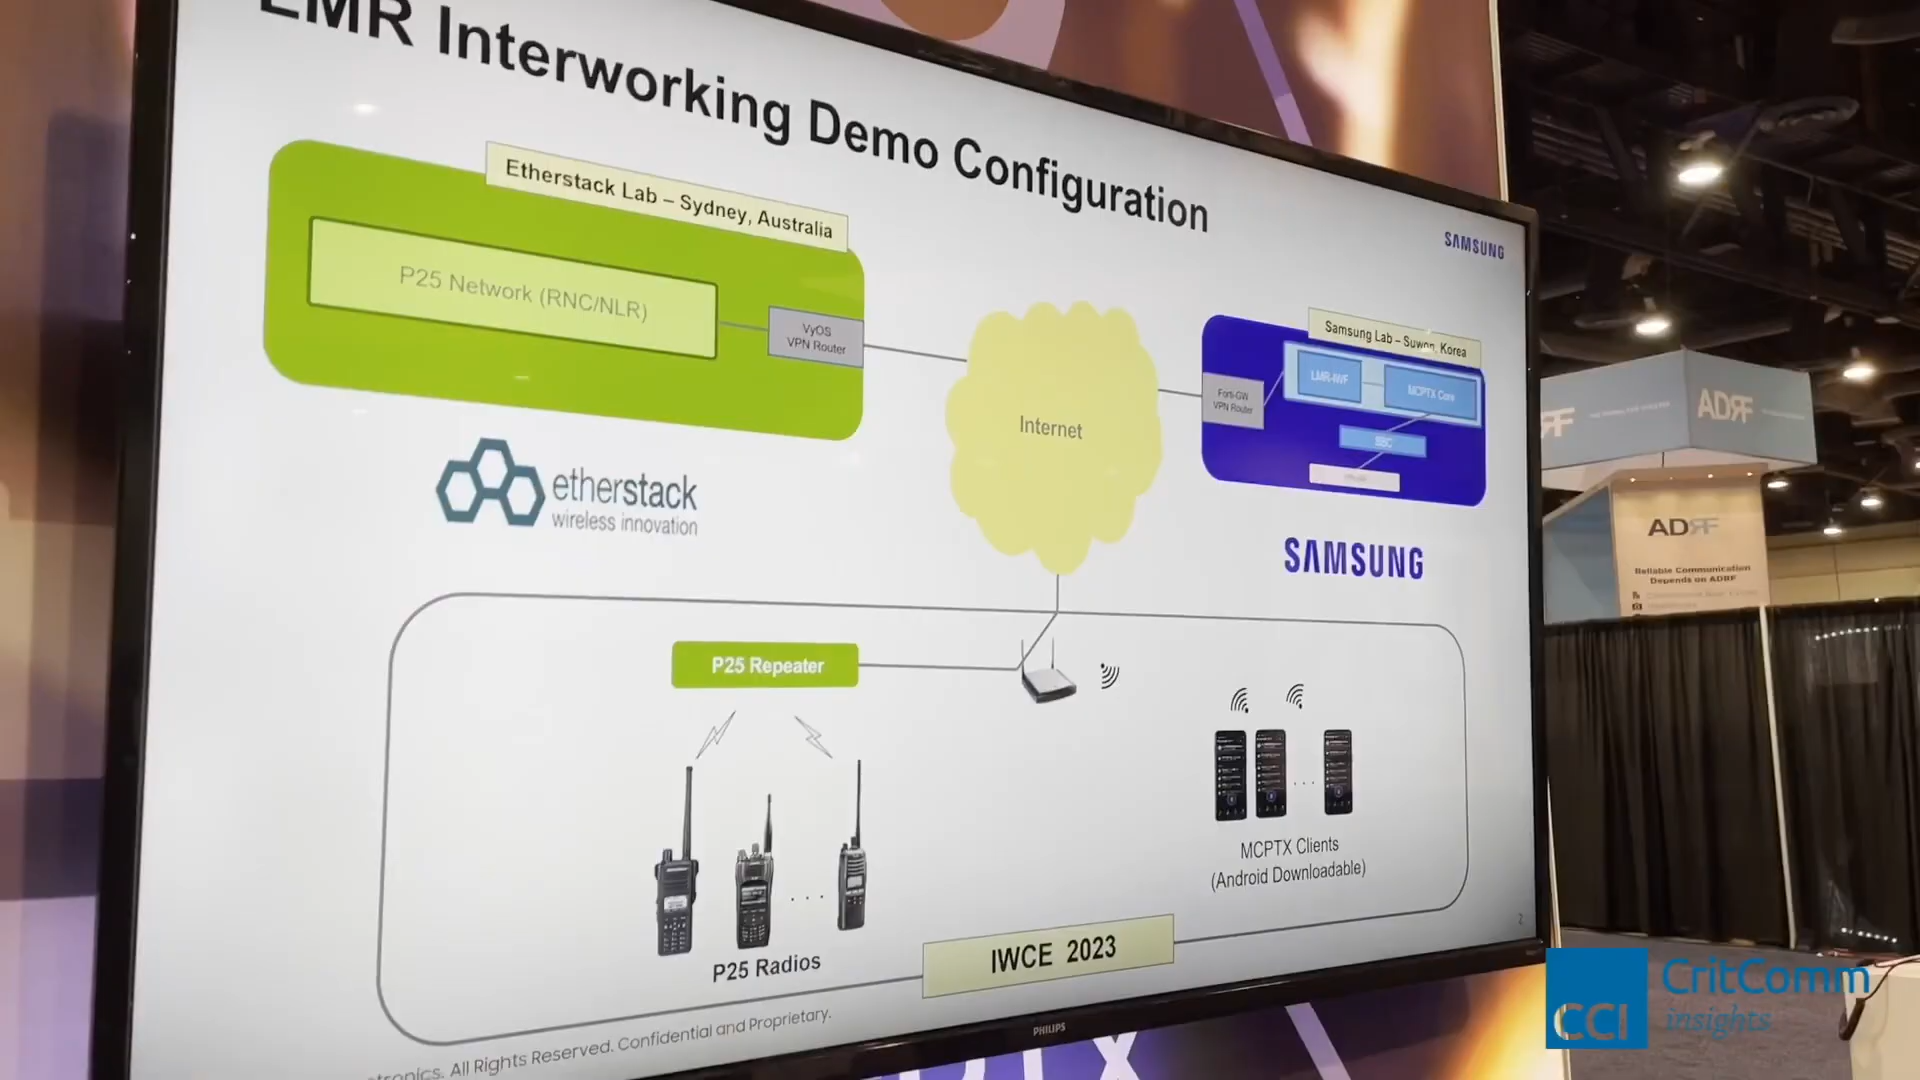 LMR Interworking Demo Configuration
SAMSUNG
Etherstack Lab – Sydney, Australia
P25 Network (RNC/NLR)
VyOS
VPN Router
Internet
Samsung Lab – Suwon, Korea
LMR-IWF
MCPTX Core
Forti-GW
VPN Router
SBC
etherstack
wireless innovation
SAMSUNG
P25 Repeater
P25 Radios
MCPTX Clients
(Android Downloadable)
IWCE 2023
2
All Rights Reserved. Confidential and Proprietary.
PHILIPS
ADRF
ADRF
Reliable Communication
Depends on ADRF
CCI
CritComm
insights